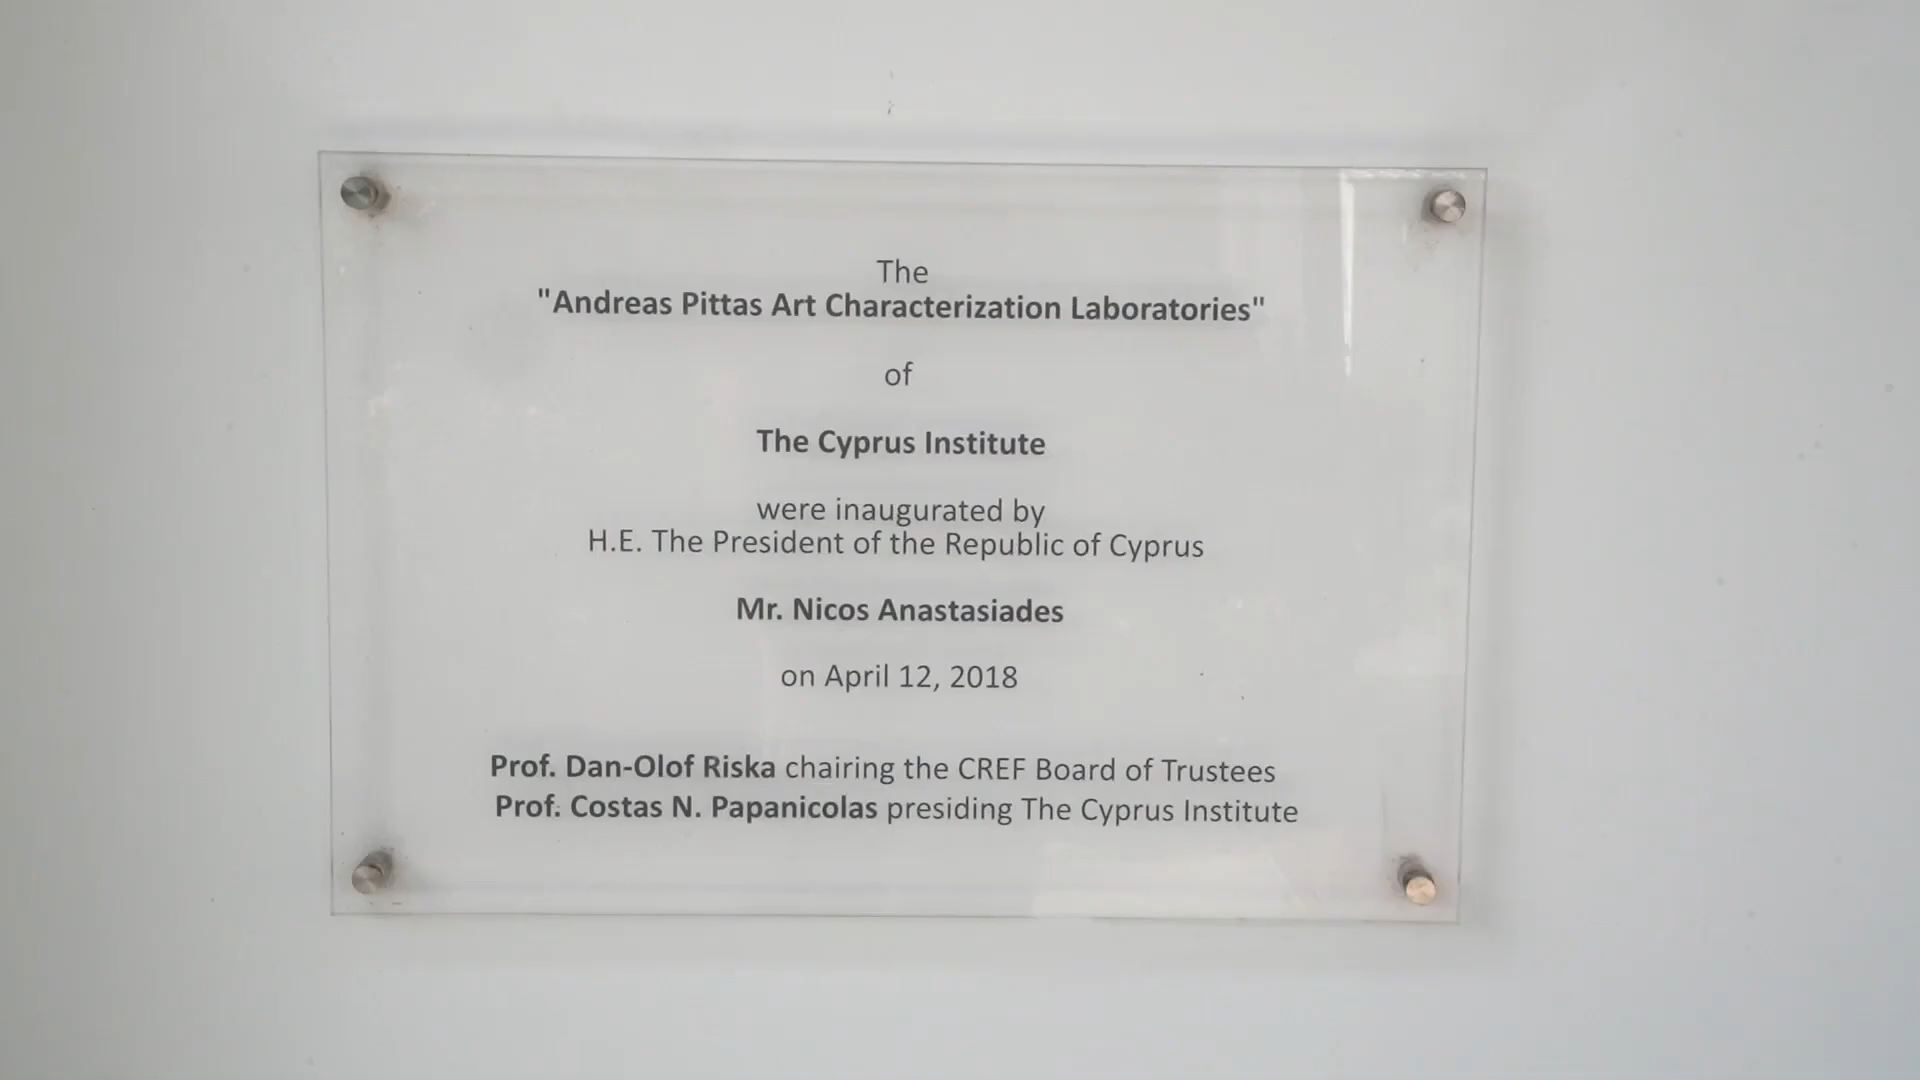 The
"Andreas Pittas Art Characterization Laboratories"
of
The Cyprus Institute
were inaugurated by
H.E. The President of the Republic of Cyprus
Mr. Nicos Anastasiades
on April 12, 2018
Prof. Dan-Olof Riska chairing the CREF Board of Trustees
Prof. Costas N. Papanicolas presiding The Cyprus Institute